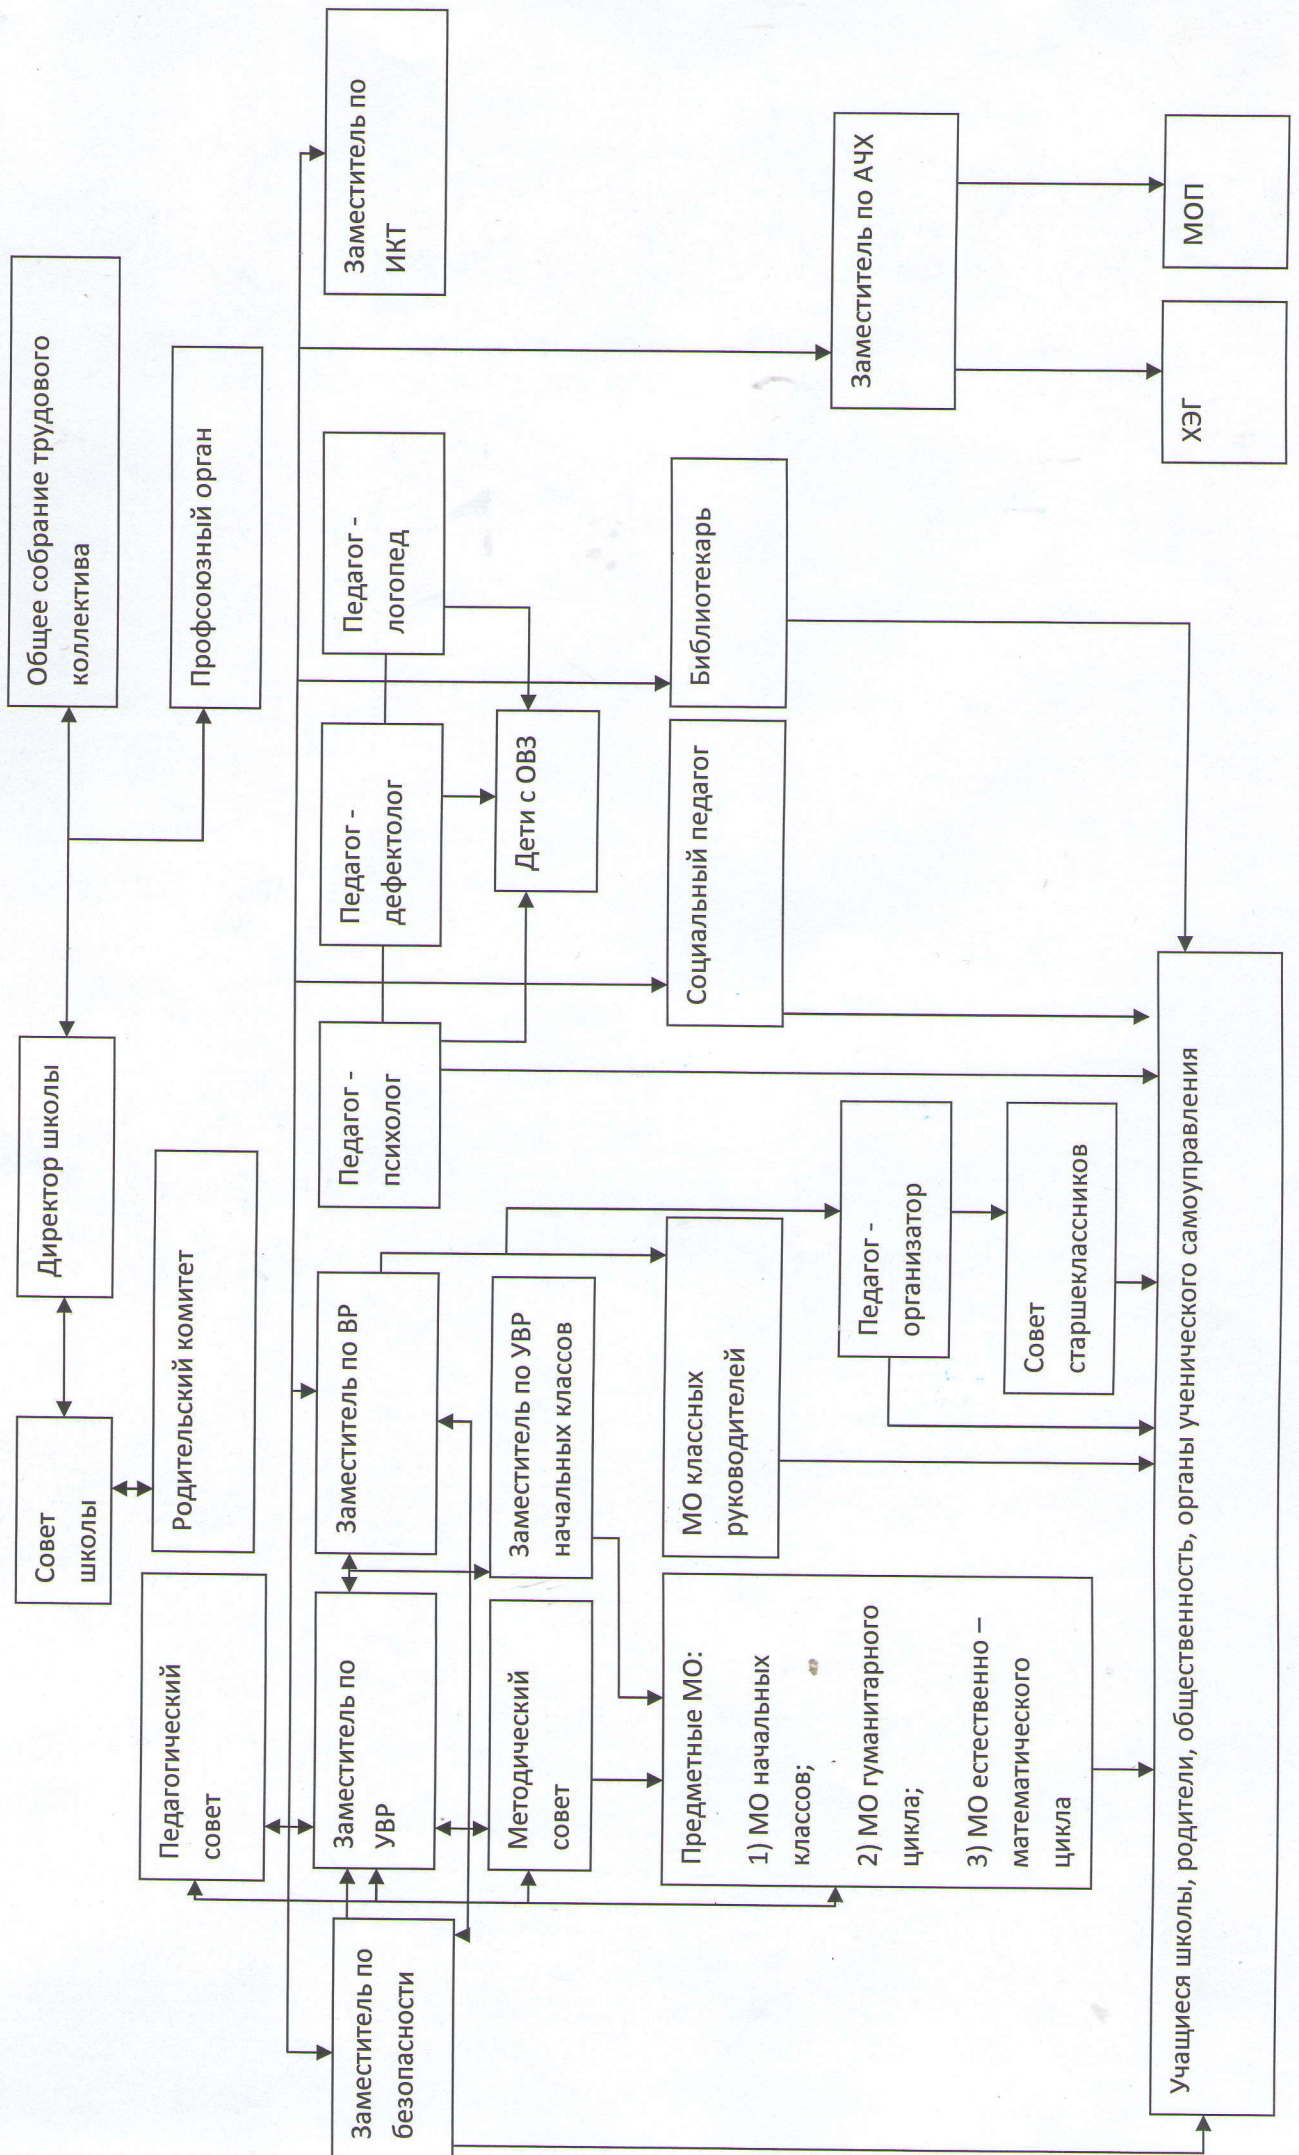 Общее собрание трудового
коллектива
Директор школы
Совет
школы
Профсоюзный орган
Родительский комитет
Педагогический
совет
Заместитель по
безопасности
Заместитель по
УВР
Заместитель по ВР
Педагог -
психолог
Педагог -
дефектолог
Педагог -
логопед
Заместитель по
ИКТ
Методический
совет
Заместитель по УВР
начальных классов
Дети с ОВЗ
Предметные МО:
1) МО начальных
классов;
2) МО гуманитарного
цикла;
3) МО естественно –
математического
цикла
МО классных
руководителей
Социальный педагог
Библиотекарь
Педагог -
организатор
Заместитель по АЧХ
Совет
старшеклассников
ХЭГ
МОП
Учащиеся школы, родители, общественность, органы ученического самоуправления